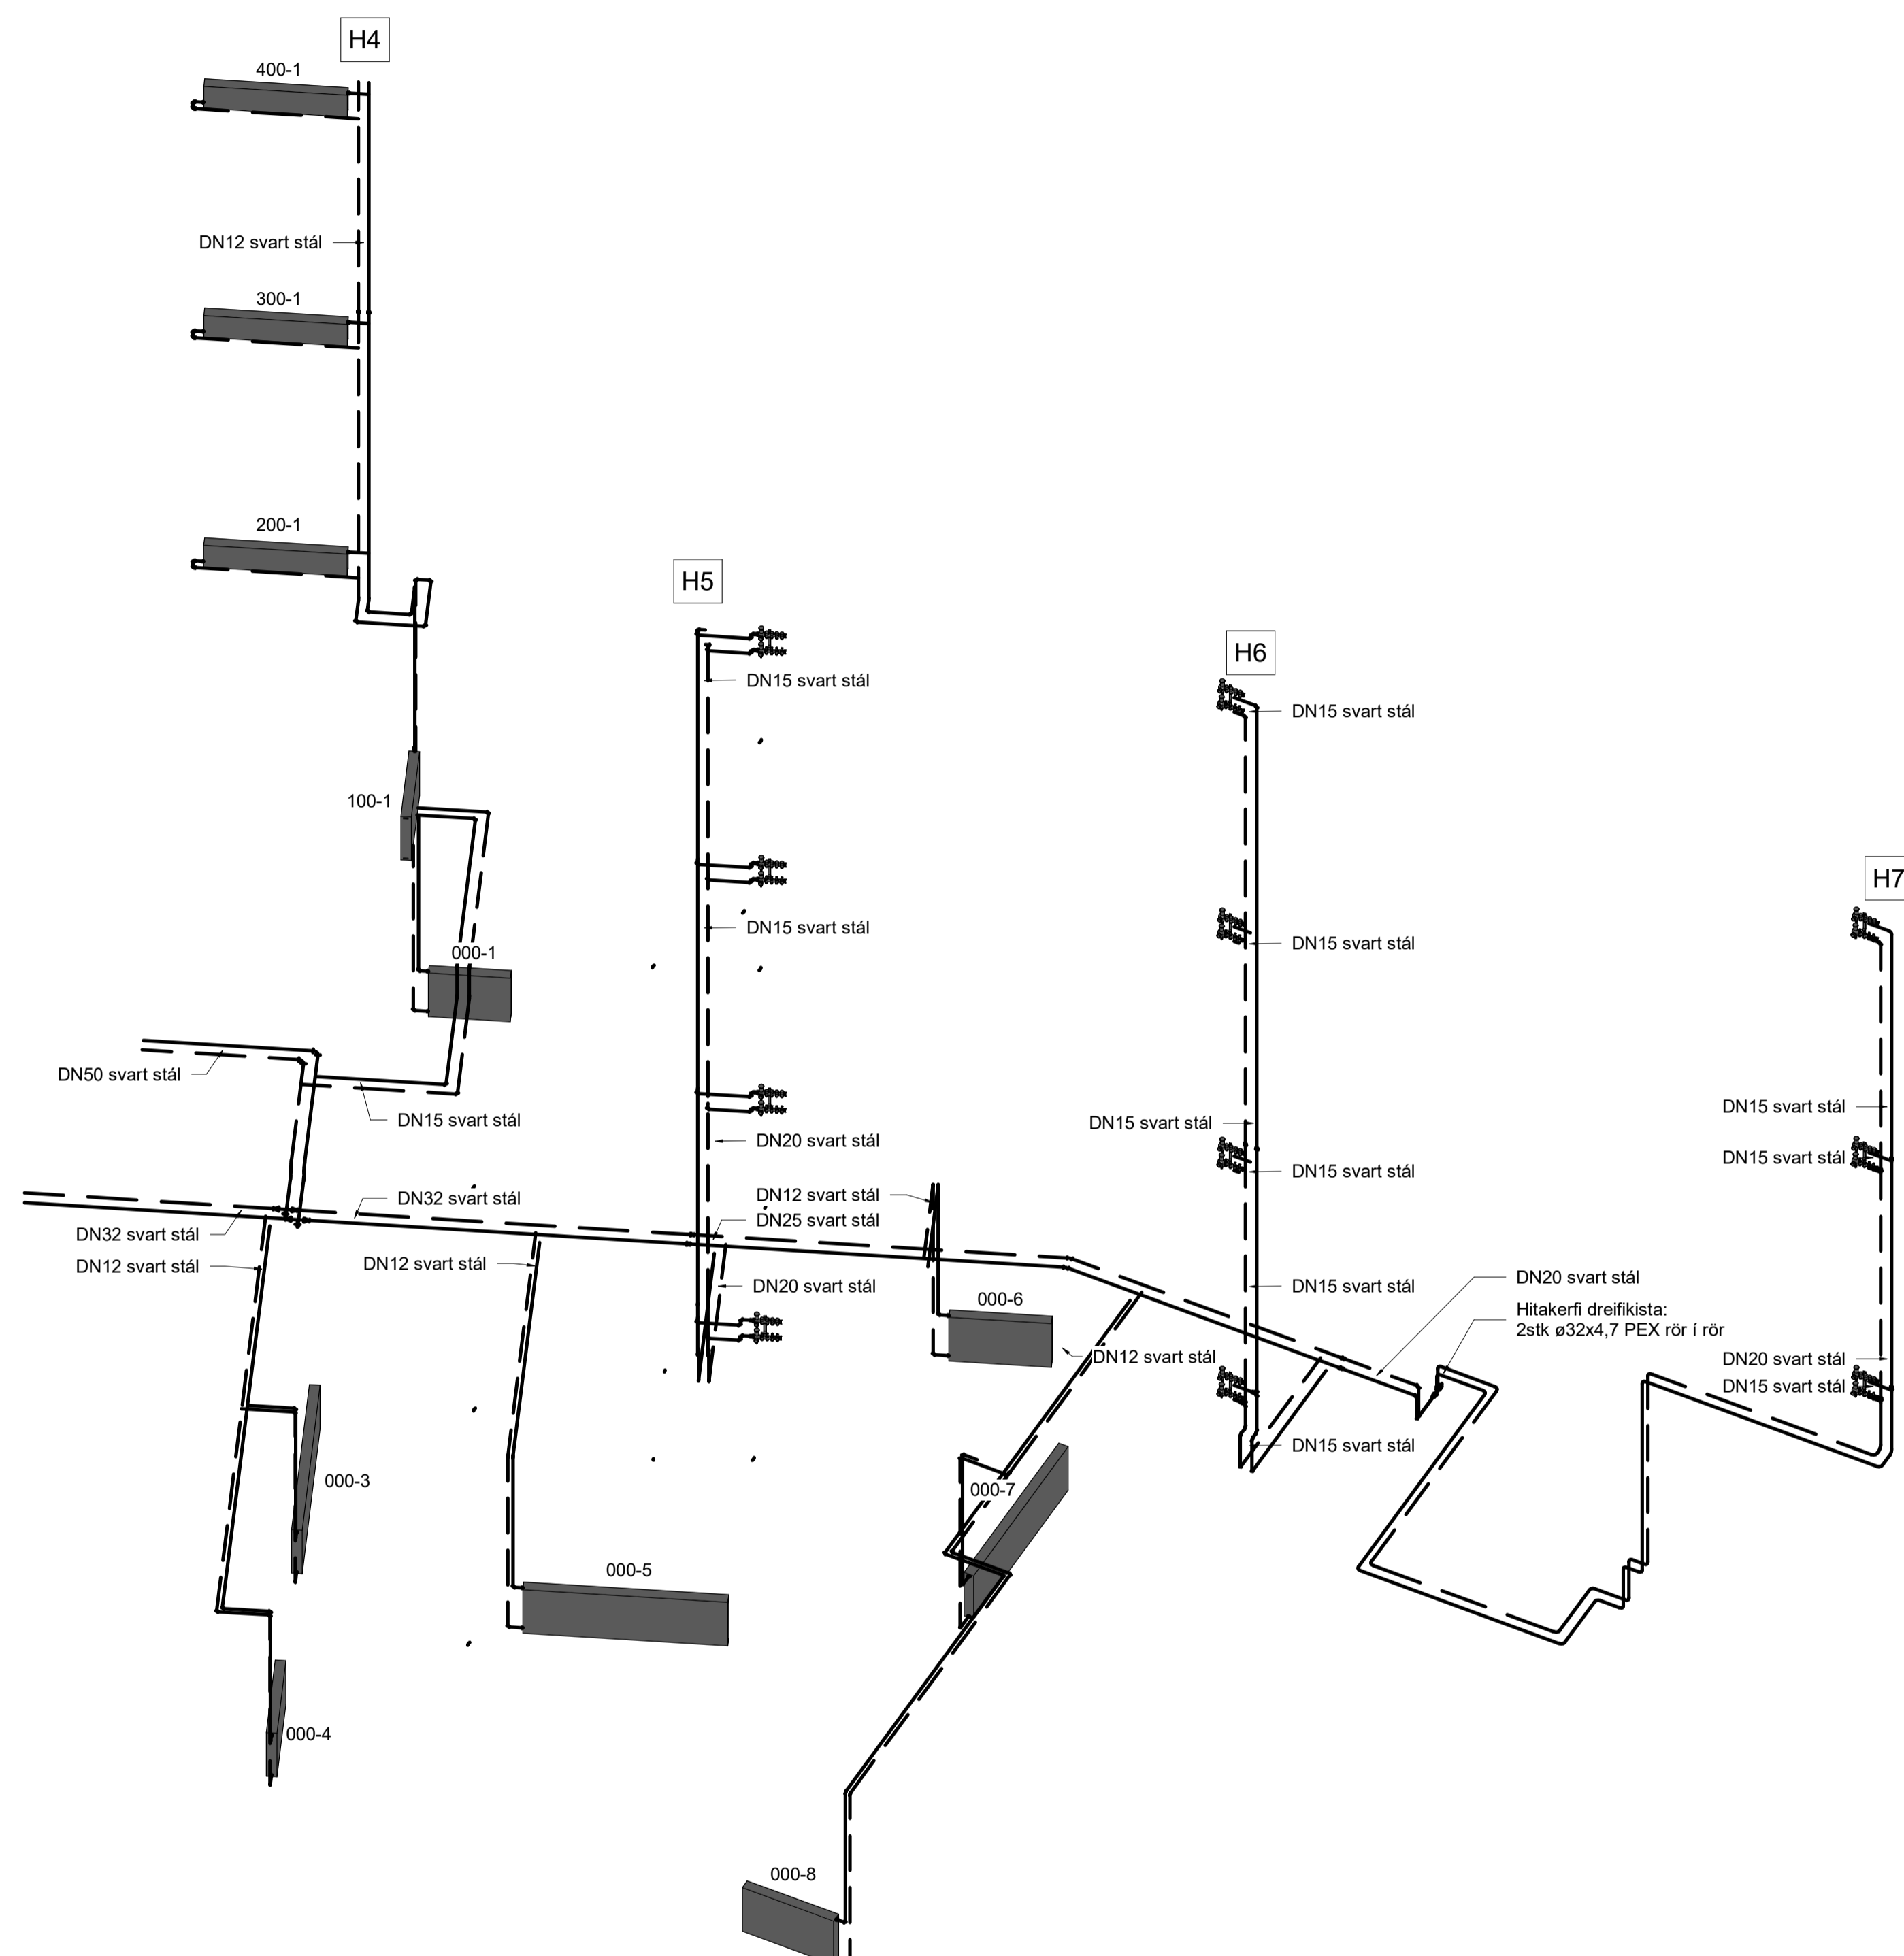 H4
400-1
DN12 svart stál
300-1
200-1
H5
DN15 svart stál
H6
DN15 svart stál
100-1
H7
DN15 svart stál
DN15 svart stál
000-1
DN50 svart stál
DN15 svart stál
DN20 svart stál
DN15 svart stál
DN15 svart stál
DN15 svart stál
DN15 svart stál
DN32 svart stál
DN12 svart stál
DN25 svart stál
DN32 svart stál
DN12 svart stál
DN12 svart stál
DN20 svart stál
DN15 svart stál
DN20 svart stál
000-6
Hitakerfi dreifikista:
2stk ø32x4,7 PEX rör í rör
DN12 svart stál
DN20 svart stál
DN15 svart stál
DN15 svart stál
000-3
000-7
000-5
000-4
000-8